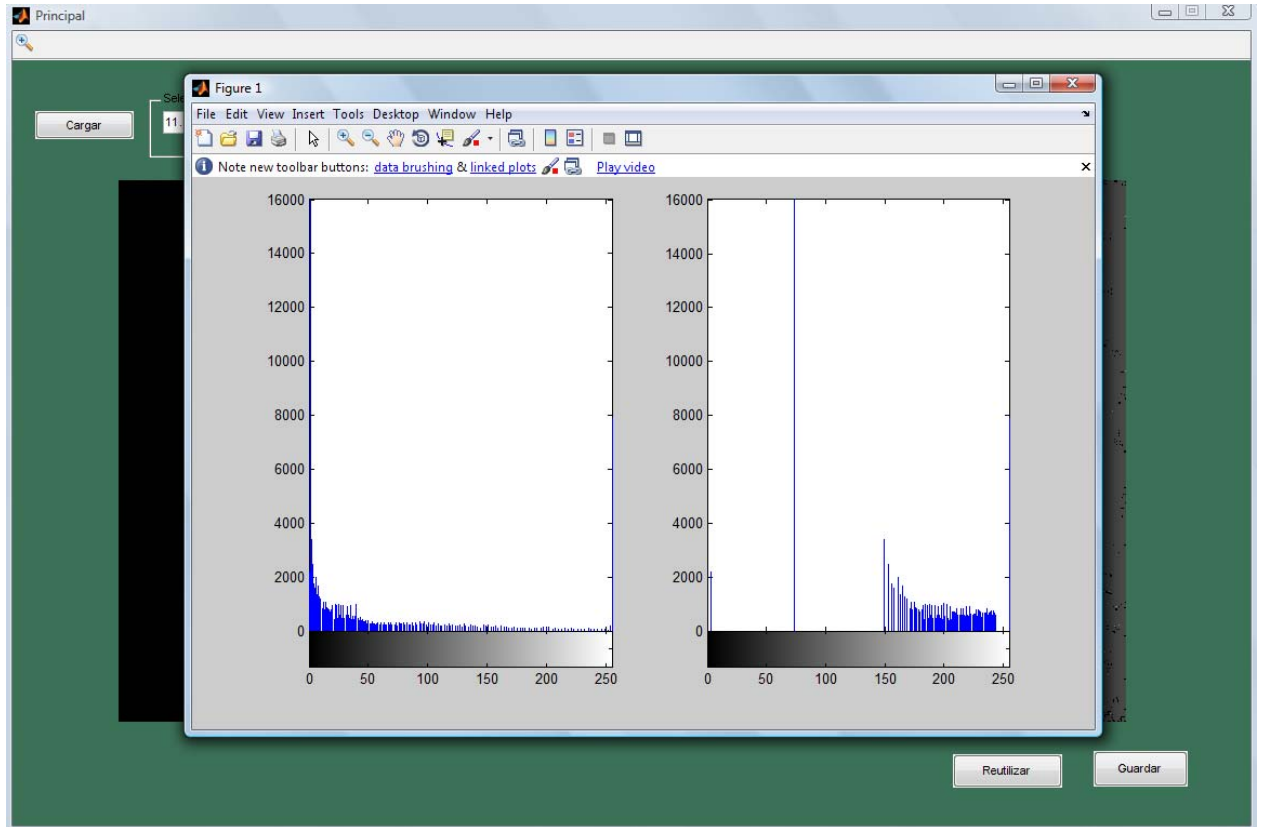 Principal
Cargar
11.
Figure 1
File Edit View Insert Tools Desktop Window Help
Note new toolbar buttons: data brushing & linked plots Play video
16000
14000
12000
10000
8000
6000
4000
2000
0
0 50 100 150 200 250
16000
14000
12000
10000
8000
6000
4000
2000
0
0 50 100 150 200 250
Reutilizar
Guardar